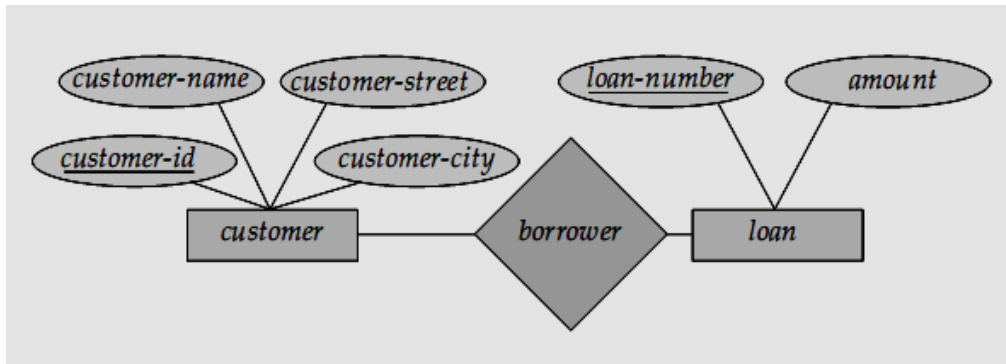 customer-name
customer-street
loan-number
amount
customer-id
customer-city
customer
borrower
loan